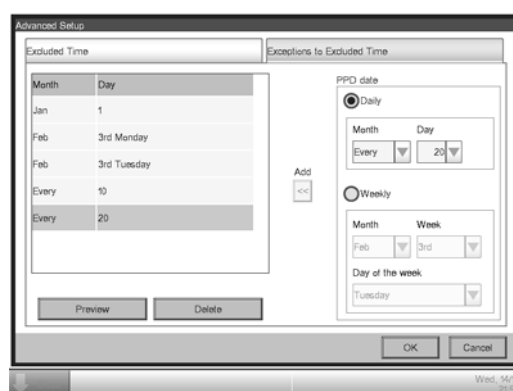 Advanced Setup
Excluded Time
Exceptions to Excluded Time
Month Day
Jan 1
Feb 3rd Monday
Feb 3rd Tuesday
Every 10
Every 20
Preview
Delete
Add
<<
PPD date
Daily
Month Day
Every 20
Weekly
Month Week
Feb 3rd
Day of the week
Tuesday
OK
Cancel
Wed, 14